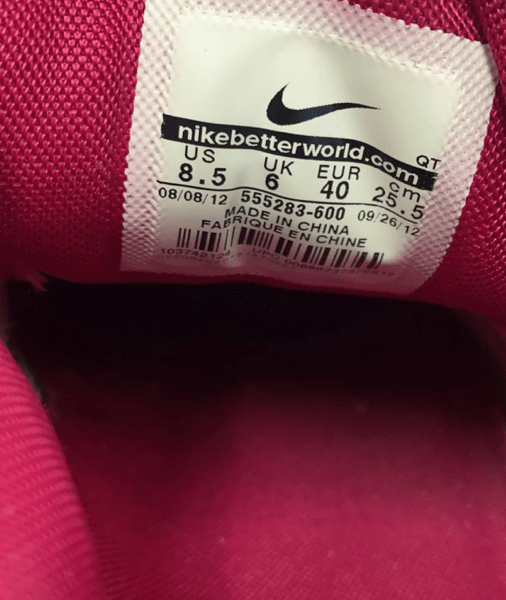 nikebetterworld.com
QT
US UK EUR cm
8.5 6 40 25.5
08/08/12 555283-600 09/26/12
MADE IN CHINA
FABRIQUE EN CHINE
UPC